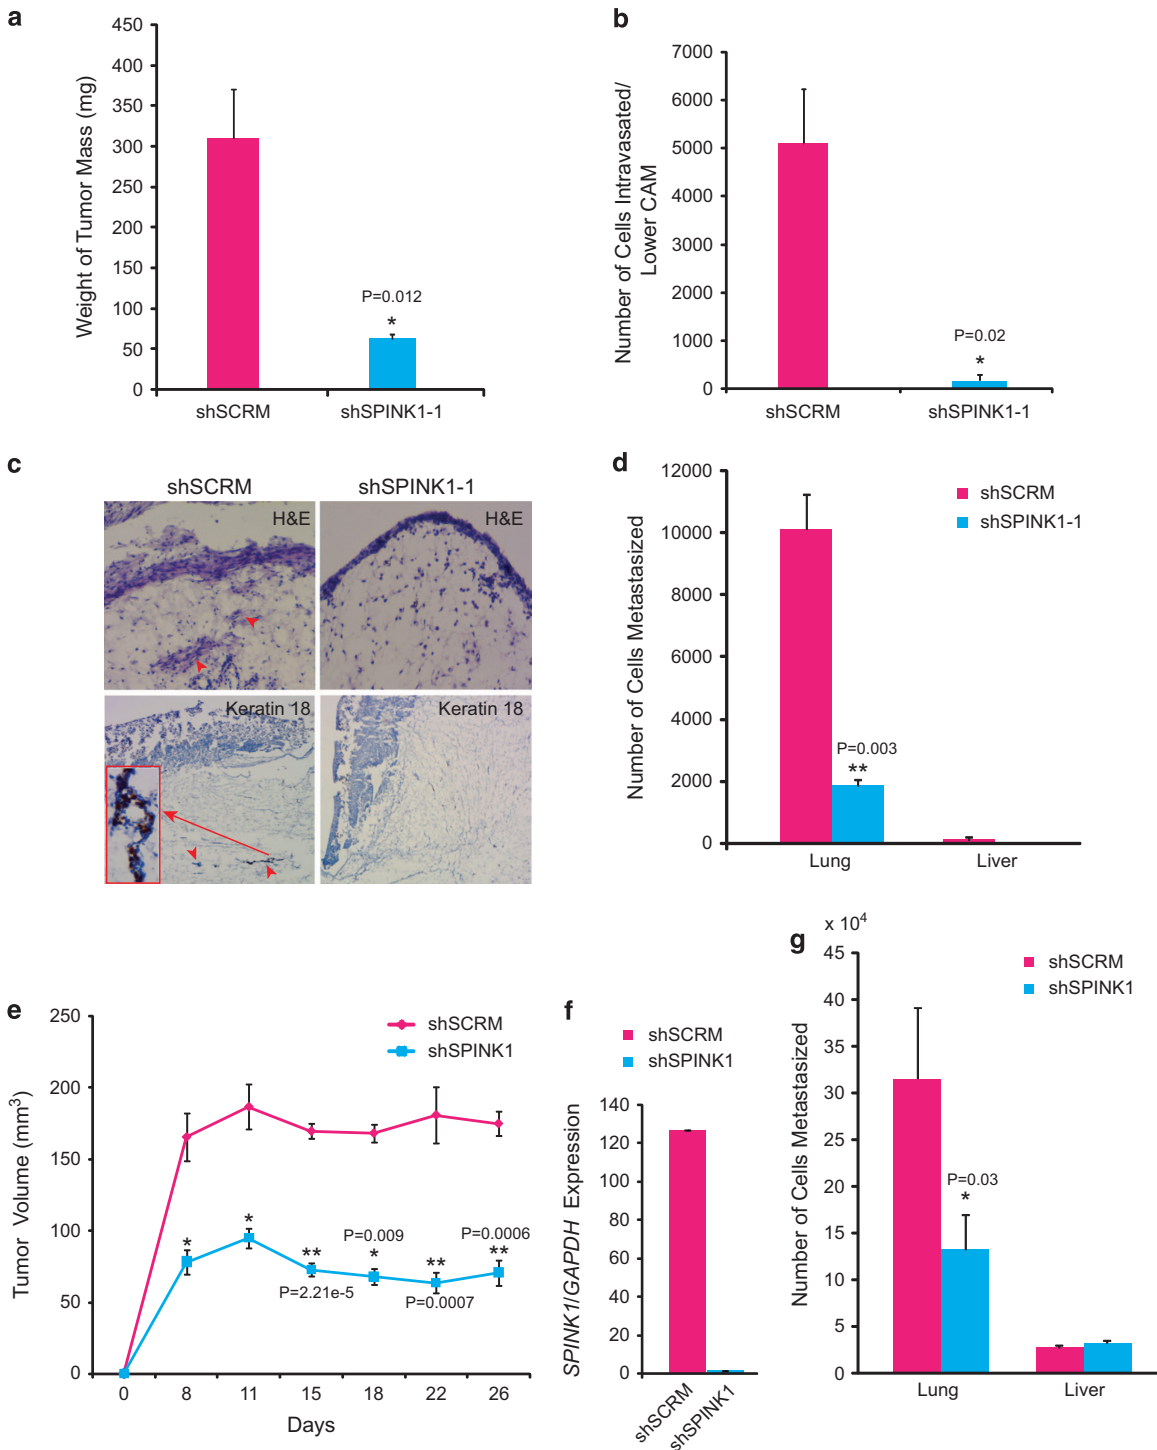 a
450
400
350
300
250
200
150
100
50
0
Weight of Tumor Mass (mg)
P=0.012
*
shSCRM
shSPINK1-1
b
7000
6000
5000
4000
3000
2000
1000
0
Number of Cells Intravasated/
Lower CAM
P=0.02
*
shSCRM
shSPINK1-1
c
shSCRM
shSPINK1-1
H&E
H&E
Keratin 18
Keratin 18
d
12000
10000
8000
6000
4000
2000
0
Number of Cells Metastasized
shSCRM
shSPINK1-1
P=0.003
**
Lung
Liver
e
250
200
150
100
50
0
Tumor Volume (mm³)
shSCRM
shSPINK1
*
*
**
P=2.21e-5
P=0.009
*
**
P=0.0007
P=0.0006
**
0 8 11 15 18 22 26
Days
f
shSCRM
shSPINK1
140
120
100
80
60
40
20
0
SPINK1/GAPDH Expression
shSCRM
shSPINK1
g
x 10⁴
45
40
35
30
25
20
15
10
5
0
Number of Cells Metastasized
shSCRM
shSPINK1
P=0.03
*
Lung
Liver